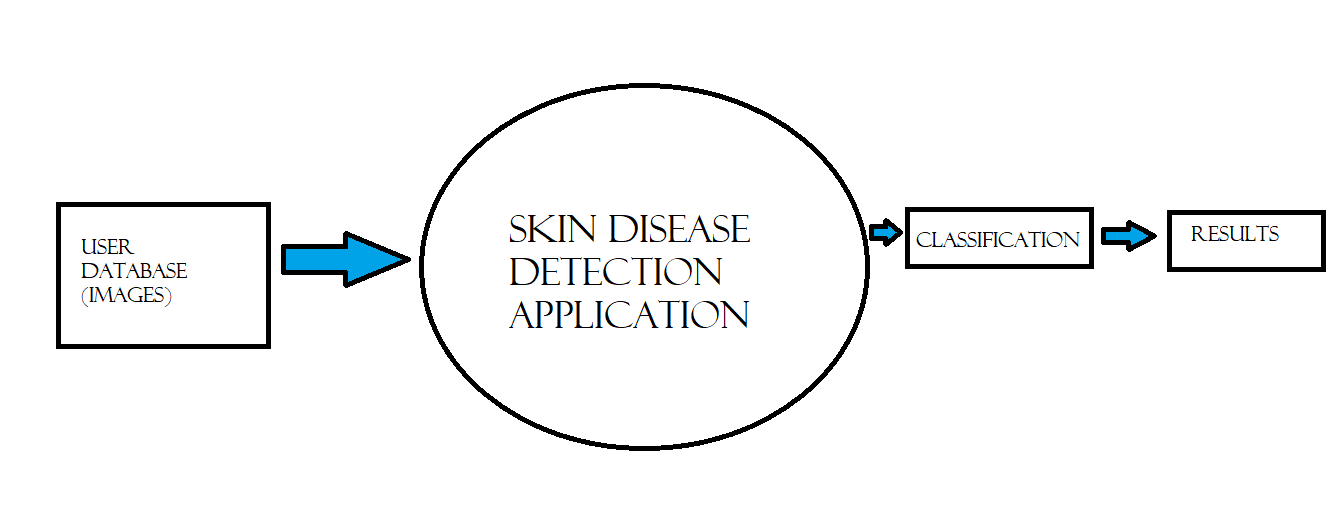 USER
DATABASE
(IMAGES)
SKIN DISEASE
DETECTION
APPLICATION
CLASSIFICATION
RESULTS